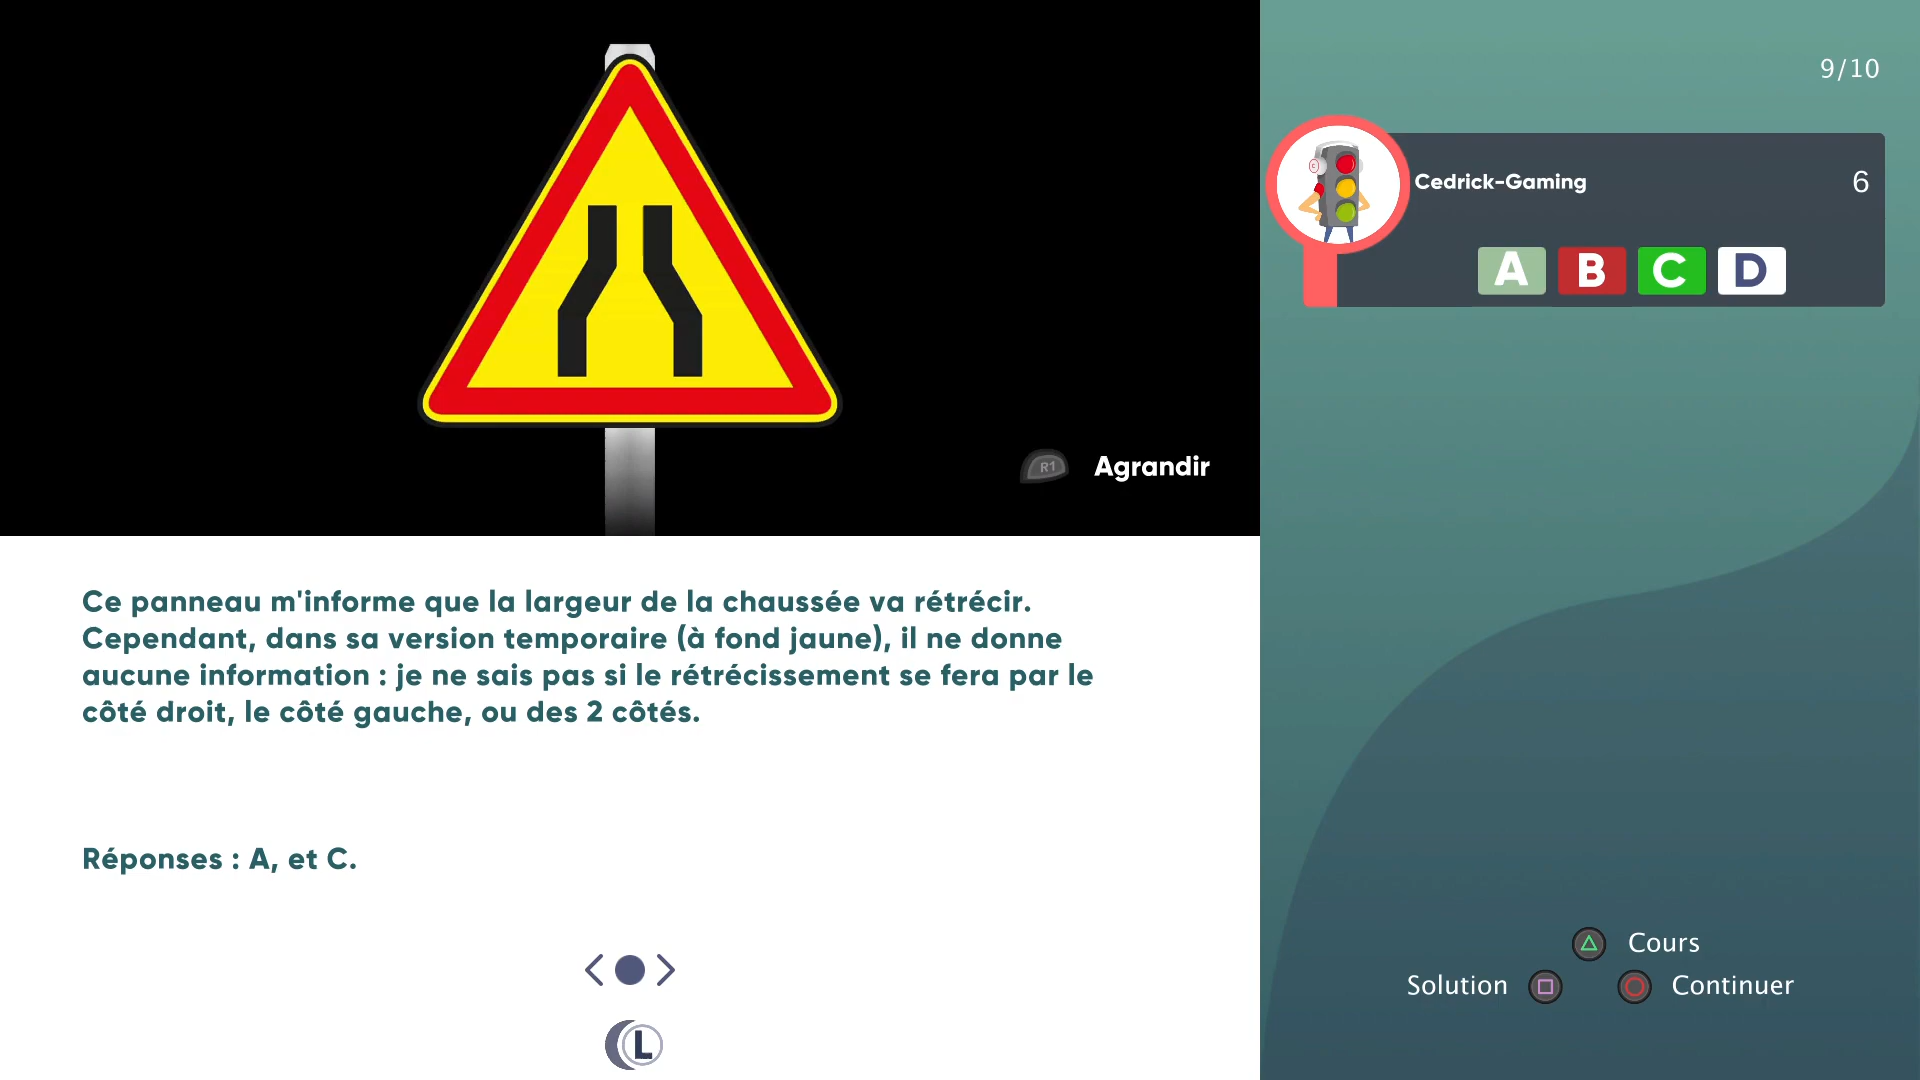 9/10
Cedrick-Gaming
6
A B C D
R1 Agrandir
Ce panneau m'informe que la largeur de la chaussée va rétrécir.
Cependant, dans sa version temporaire (à fond jaune), il ne donne
aucune information : je ne sais pas si le rétrécissement se fera par le
côté droit, le côté gauche, ou des 2 côtés.
Réponses : A, et C.
L
Cours
Solution
Continuer